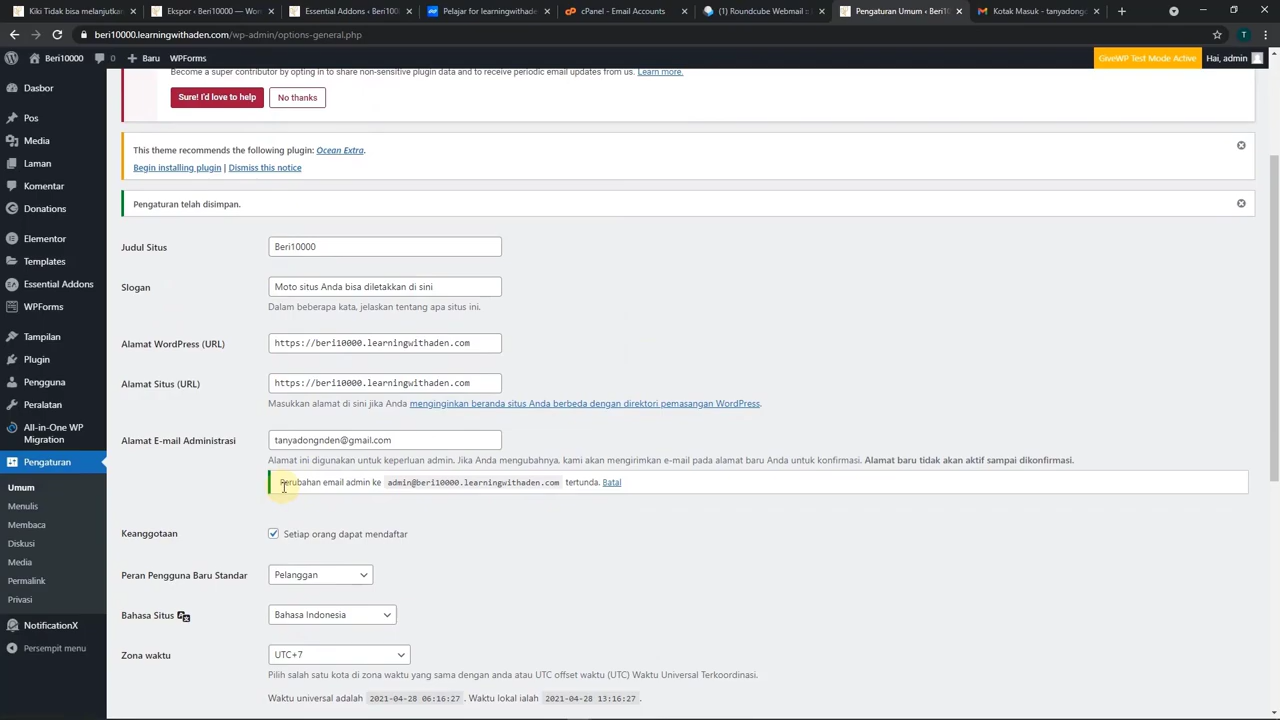 Kiki Tidak bisa melanjutkan
Ekspor ‹ Beri10000 — Wor
Essential Addons ‹ Beri100
Periksa for learningwithade
cPanel - Email Accounts
(1) Roundcube Webmail ::
Pengaturan Umum ‹ Beri10
Kotak Masuk - tanyadongn
beri10000.learningwithaden.com/wp-admin/options-general.php
T
Beri10000
0
Baru
WPForms
GiveWP Test Mode Active
Hai, admin
Become a super contributor by opting in to share non-sensitive plugin data and to receive periodic email updates from us. Learn more.
Sure! I'd love to help
No thanks
This theme recommends the following plugin: Ocean Extra.
Begin installing plugin | Dismiss this notice
Pengaturan telah disimpan.
Dasbor
Pos
Media
Laman
Komentar
Donations
Elementor
Templates
Essential Addons
WPForms
Tampilan
Plugin
Pengguna
Peralatan
All-in-One WP
Migration
Pengaturan
Umum
Menulis
Membaca
Diskusi
Media
Permalink
Privasi
NotificationX
Persempit menu
Judul Situs
Beri10000
Slogan
Moto situs Anda bisa diletakkan di sini
Dalam beberapa kata, jelaskan tentang apa situs ini.
Alamat WordPress (URL)
https://beri10000.learningwithaden.com
Alamat Situs (URL)
https://beri10000.learningwithaden.com
Masukkan alamat di sini jika Anda menginginkan beranda situs Anda berbeda dengan direktori pemasangan WordPress.
Alamat E-mail Administrasi
tanyadongnden@gmail.com
Alamat ini digunakan untuk keperluan admin. Jika Anda mengubahnya, kami akan mengirimkan e-mail pada alamat baru Anda untuk konfirmasi. Alamat baru tidak akan aktif sampai dikonfirmasi.
Perubahan email admin ke admin@beri10000.learningwithaden.com tertunda. Batal
Keanggotaan
Setiap orang dapat mendaftar
Peran Pengguna Baru Standar
Pelanggan
Bahasa Situs
Bahasa Indonesia
Zona waktu
UTC+7
Pilih salah satu kota di zona waktu yang sama dengan anda atau UTC offset waktu (UTC) Waktu Universal Terkoordinasi.
Waktu universal adalah 2021-04-28 06:16:27. Waktu lokal ialah 2021-04-28 13:16:27.